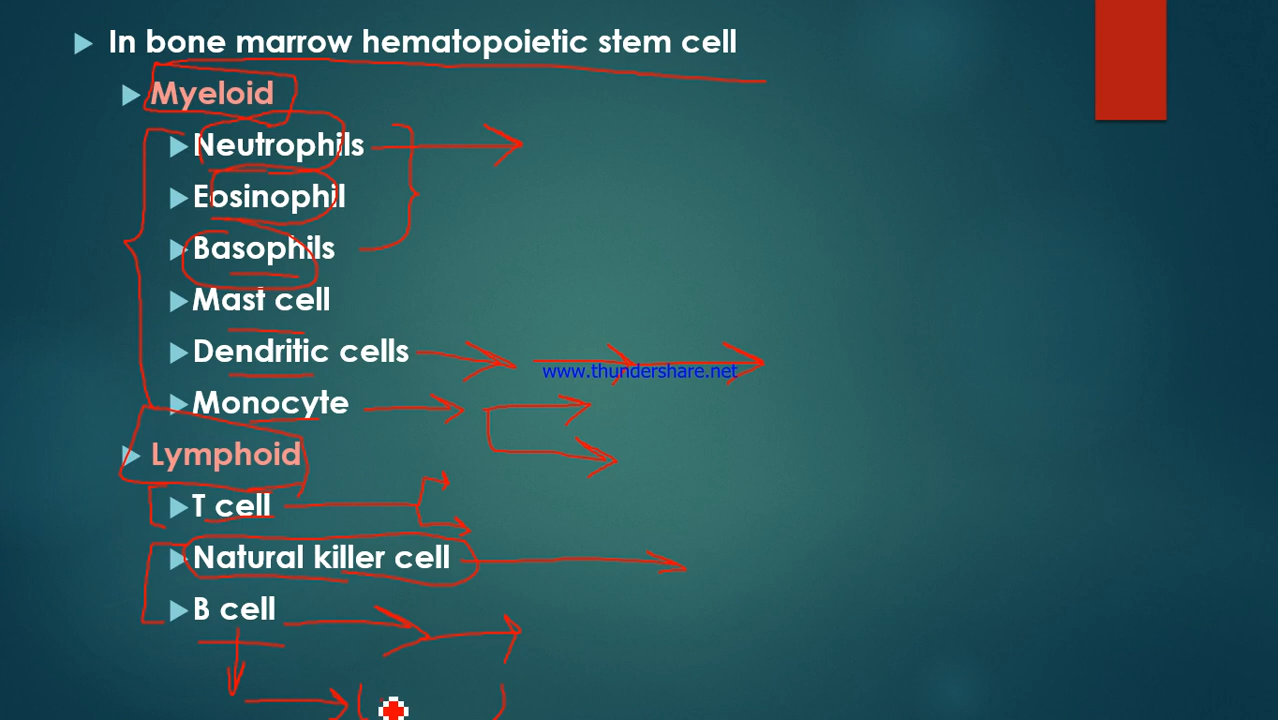 In bone marrow hematopoietic stem cell
Myeloid
Neutrophils
Eosinophil
Basophils
Mast cell
Dendritic cells
www.thundershare.net
Monocyte
Lymphoid
T cell
Natural killer cell
B cell